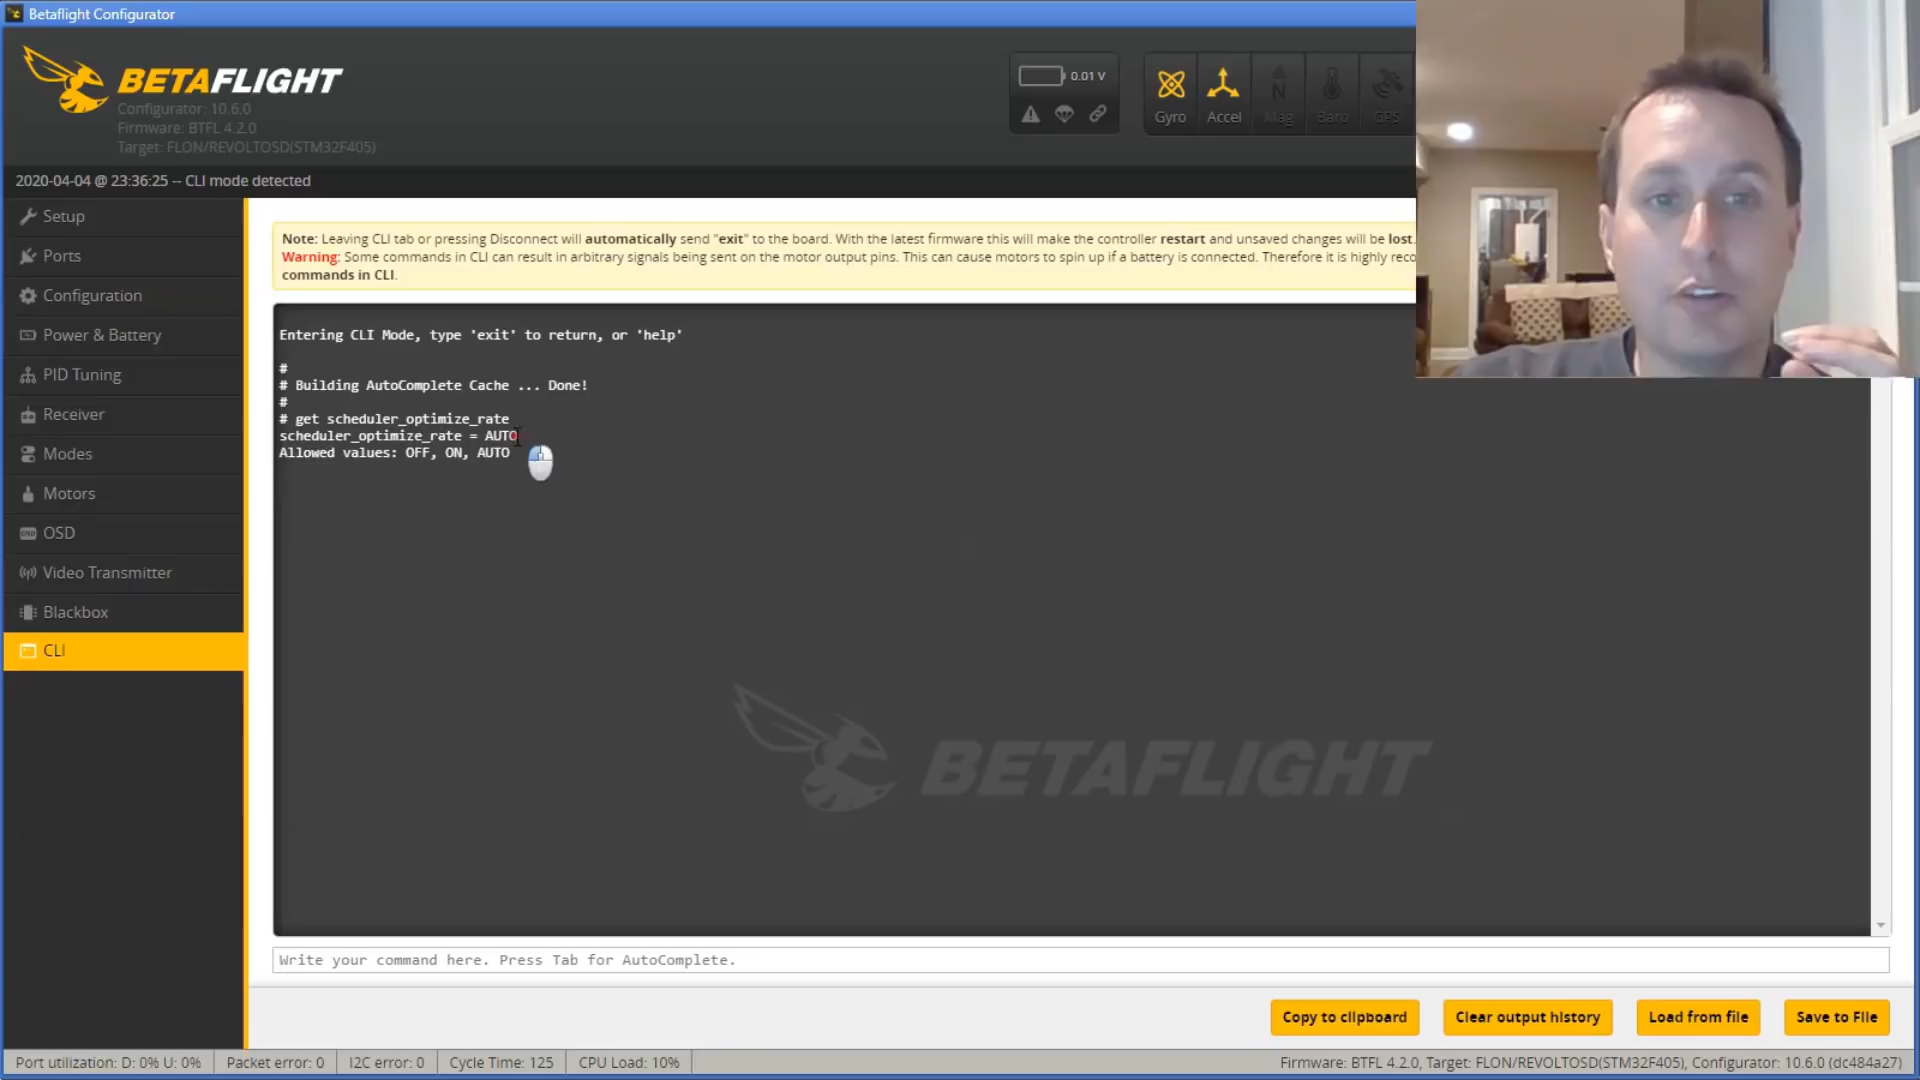 Betaflight Configurator
BETAFLIGHT
Configurator: 10.6.0
Firmware: BTFL 4.2.0
Target: FLON/REVOLTOSD(STM32F405)
0.01 V
Gyro
Accel
Mag
Baro
GPS
2020-04-04 @ 23:36:25 -- CLI mode detected
Setup
Ports
Configuration
Power & Battery
PID Tuning
Receiver
Modes
Motors
OSD
Video Transmitter
Blackbox
CLI
Note: Leaving CLI tab or pressing Disconnect will automatically send "exit" to the board. With the latest firmware this will make the controller restart and unsaved changes will be lost.
Warning: Some commands in CLI can result in arbitrary signals being sent on the motor output pins. This can cause motors to spin up if a battery is connected. Therefore it is highly reco
commands in CLI.
Entering CLI Mode, type 'exit' to return, or 'help'
#
# Building AutoComplete Cache ... Done!
#
# get scheduler_optimize_rate
scheduler_optimize_rate = AUTO
Allowed values: OFF, ON, AUTO
BETAFLIGHT
Write your command here. Press Tab for AutoComplete.
Copy to clipboard
Clear output history
Load from file
Save to File
Port utilization: D: 0% U: 0%
Packet error: 0
I2C error: 0
Cycle Time: 125
CPU Load: 10%
Firmware: BTFL 4.2.0, Target: FLON/REVOLTOSD(STM32F405), Configurator: 10.6.0 (dc484a27)